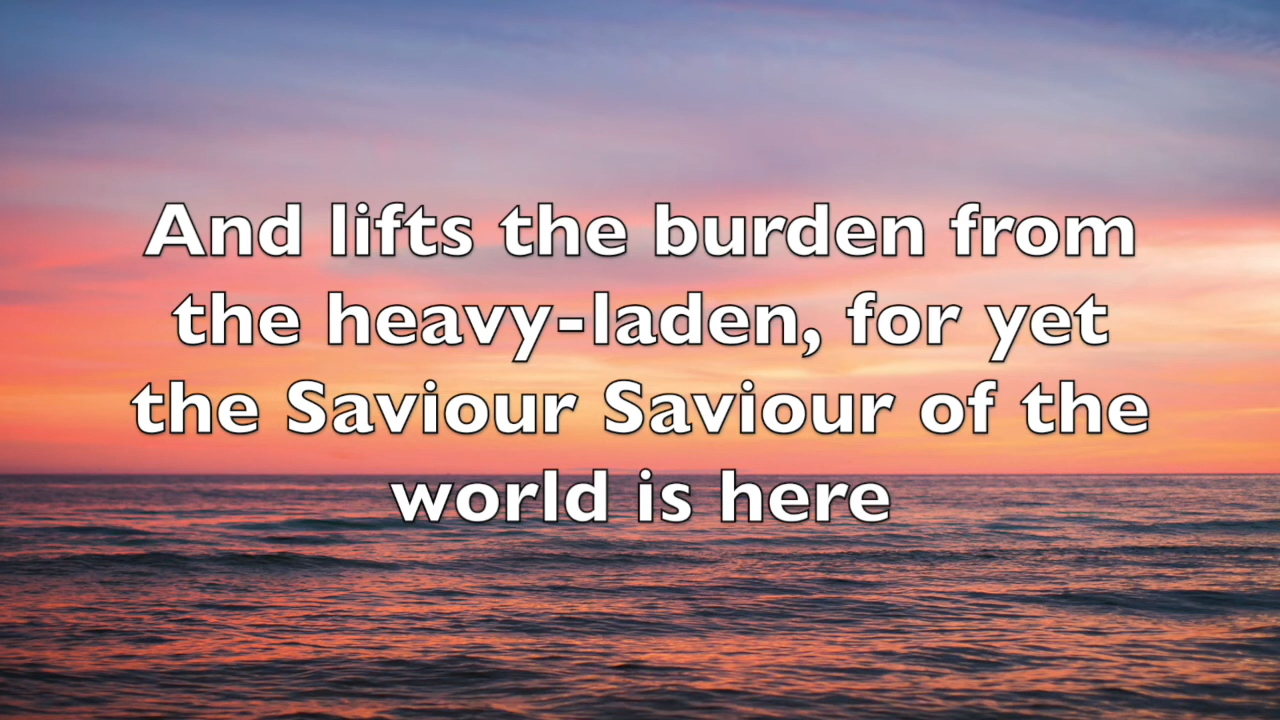 And lifts the burden from
the heavy-laden, for yet
the Saviour Saviour of the
world is here